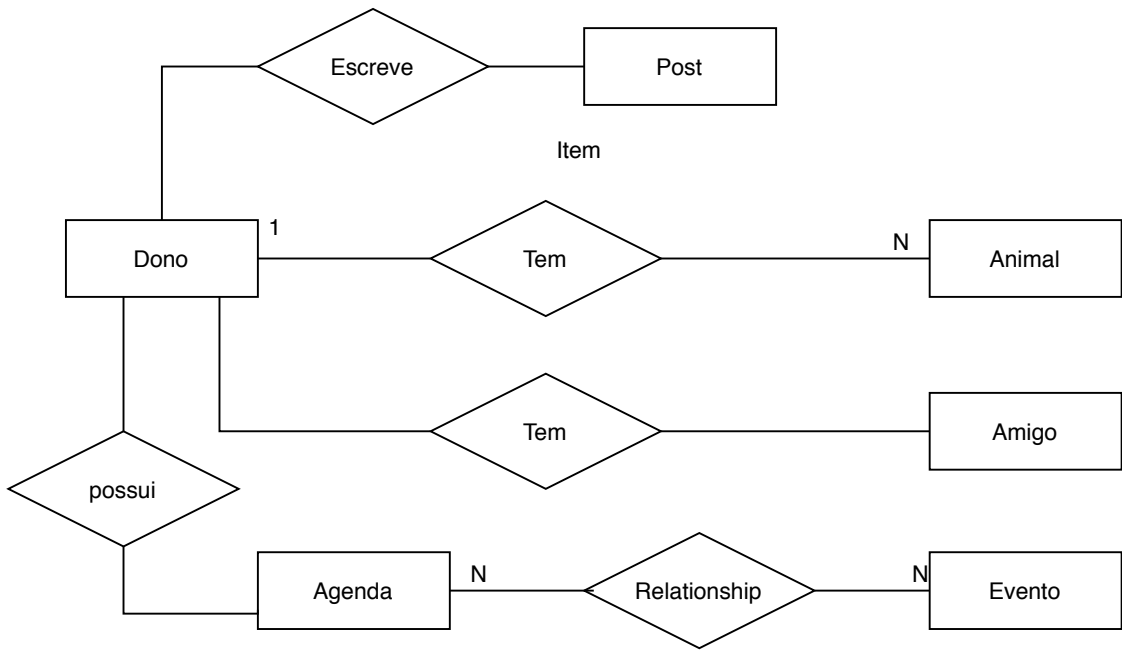 Escreve
Post
Item
Dono
1
Tem
N
Animal
Tem
Amigo
possui
Agenda
N
Relationship
N
Evento